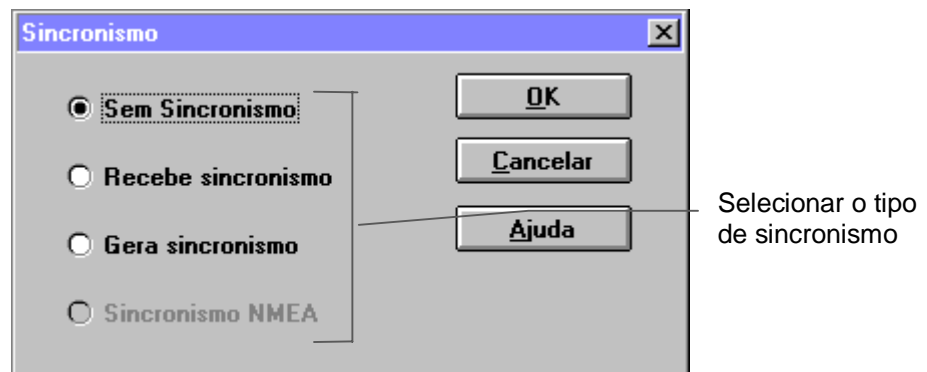 Sincronismo
Sem Sincronismo
Recebe sincronismo
Gera sincronismo
Sincronismo NMEA
OK
Cancelar
Ajuda
Selecionar o tipo
de sincronismo